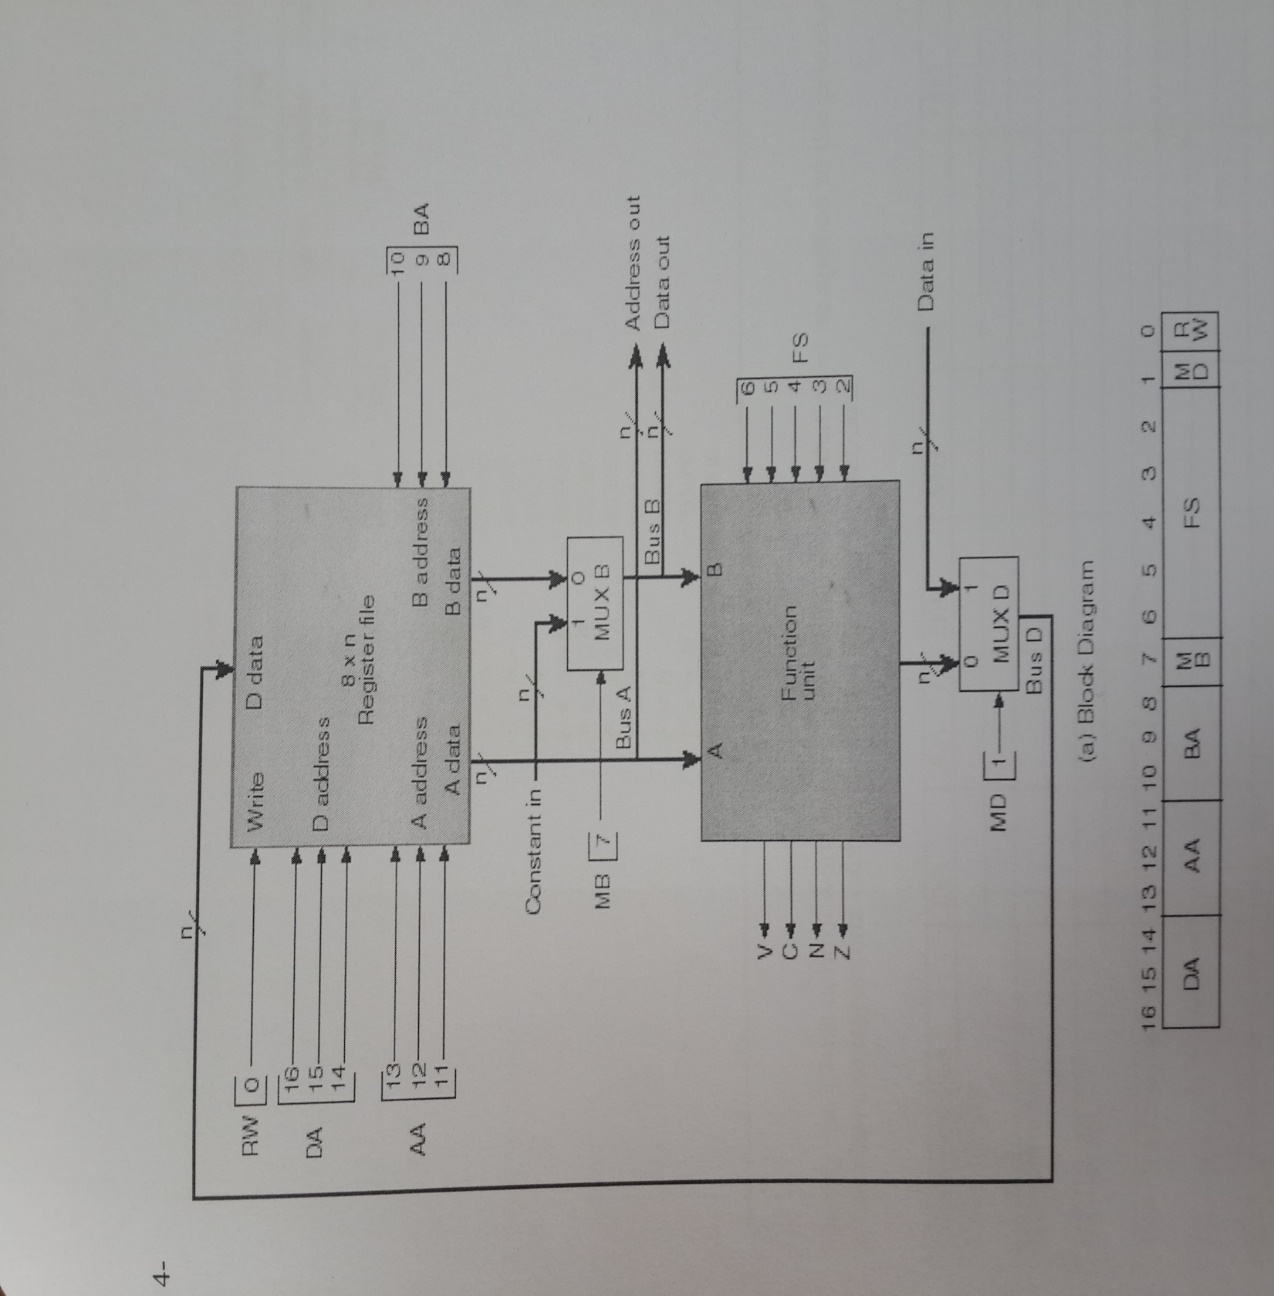 4-
n
RW 0
Write
D data
DA 16
15
14
D address
8 x n
Register file
AA 13
12
11
A address
B address
10
9
8
BA
A data
B data
n
n
Constant in
n
1 0
MUX B
MB 7
Bus A
Bus B
n
n
Address out
Data out
A
B
Function
unit
6
5
4
3
2
FS
V
C
N
Z
n
n
Data in
0 1
MUX D
MD 1
Bus D
(a) Block Diagram
16 15 14 13 12 11 10 9 8 7 6 5 4 3 2 1 0
DA AA BA M
B FS M
D R
W